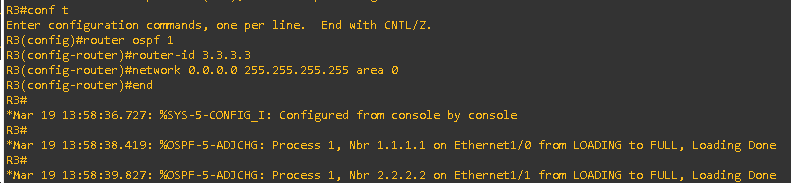 R3#conf t
Enter configuration commands, one per line.  End with CNTL/Z.
R3(config)#router ospf 1
R3(config-router)#router-id 3.3.3.3
R3(config-router)#network 0.0.0.0 255.255.255.255 area 0
R3(config-router)#end
R3#
*Mar 19 13:58:36.727: %SYS-5-CONFIG_I: Configured from console by console
R3#
*Mar 19 13:58:38.419: %OSPF-5-ADJCHG: Process 1, Nbr 1.1.1.1 on Ethernet1/0 from LOADING to FULL, Loading Done
R3#
*Mar 19 13:58:39.827: %OSPF-5-ADJCHG: Process 1, Nbr 2.2.2.2 on Ethernet1/1 from LOADING to FULL, Loading Done